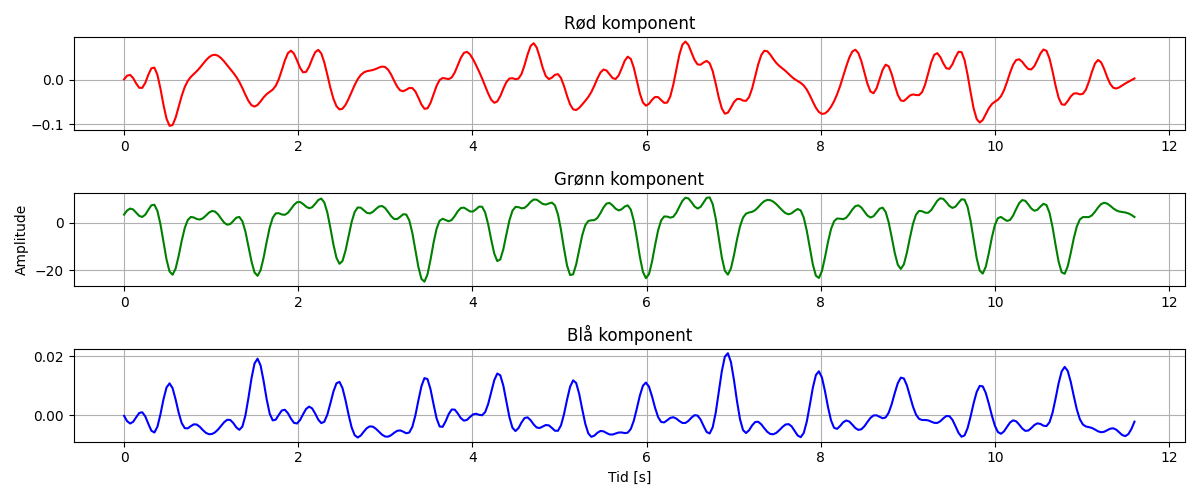 Rød komponent
0.0
−0.1
0 2 4 6 8 10 12
Grønn komponent
Amplitude
0
−20
0 2 4 6 8 10 12
Blå komponent
0.02
0.00
0 2 4 6 8 10 12
Tid [s]